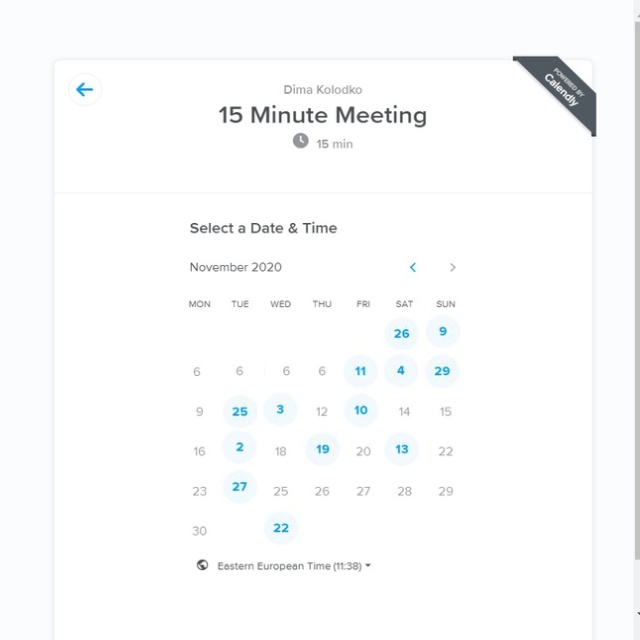 POWERED BY
Calendly
Dima Kolodko
15 Minute Meeting
15 min
Select a Date & Time
November 2020
MON TUE WED THU FRI SAT SUN
26 9
6 6 6 6 11 4 29
9 25 3 12 10 14 15
16 2 18 19 20 13 22
23 27 25 26 27 28 29
30 22
Eastern European Time (11:38)